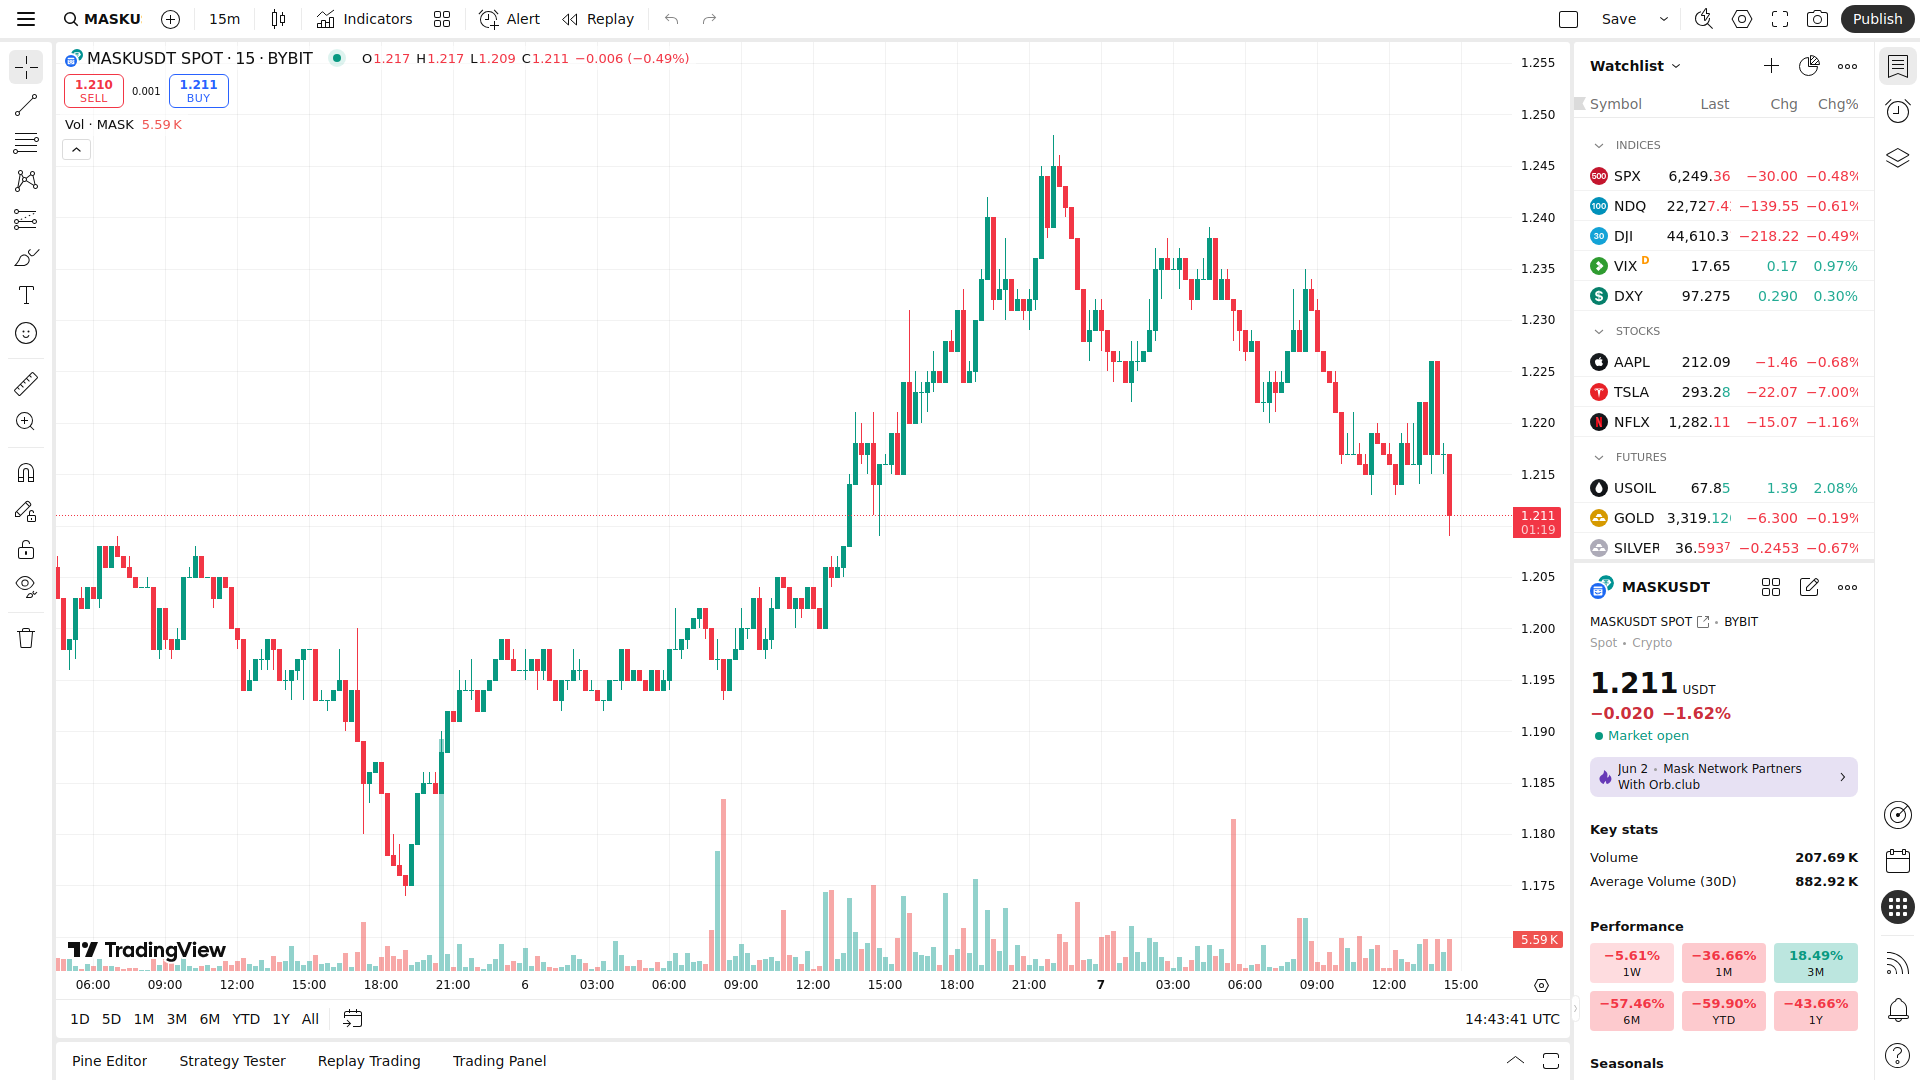 MASKU 15m Indicators Alert Replay Save Publish
MASKUSDT SPOT · 15 · BYBIT O1.217 H1.217 L1.209 C1.211 −0.006 (−0.49%)
1.210 SELL 0.001 1.211 BUY
Vol · MASK 5.59 K
1.255
1.250
1.245
1.240
1.235
1.230
1.225
1.220
1.215
1.211
01:19
1.205
1.200
1.195
1.190
1.185
1.180
1.175
5.59 K
TradingView
06:00 09:00 12:00 15:00 18:00 21:00 6 03:00 06:00 09:00 12:00 15:00 18:00 21:00 7 03:00 06:00 09:00 12:00 15:00
1D 5D 1M 3M 6M YTD 1Y All 14:43:41 UTC
Pine Editor Strategy Tester Replay Trading Trading Panel
Watchlist
Symbol Last Chg Chg%
INDICES
500 SPX 6,249.36 −30.00 −0.48%
100 NDQ 22,727.4 −139.55 −0.61%
30 DJI 44,610.3 −218.22 −0.49%
VIX D 17.65 0.17 0.97%
DXY 97.275 0.290 0.30%
STOCKS
AAPL 212.09 −1.46 −0.68%
TSLA 293.28 −22.07 −7.00%
NFLX 1,282.11 −15.07 −1.16%
FUTURES
USOIL 67.85 1.39 2.08%
GOLD 3,319.12 −6.300 −0.19%
SILVER 36.5937 −0.2453 −0.67%
MASKUSDT
MASKUSDT SPOT • BYBIT
Spot • Crypto
1.211 USDT
−0.020 −1.62%
Market open
Jun 2 • Mask Network Partners
With Orb.club
Key stats
Volume 207.69 K
Average Volume (30D) 882.92 K
Performance
−5.61% −36.66% 18.49%
1W 1M 3M
−57.46% −59.90% −43.66%
6M YTD 1Y
Seasonals